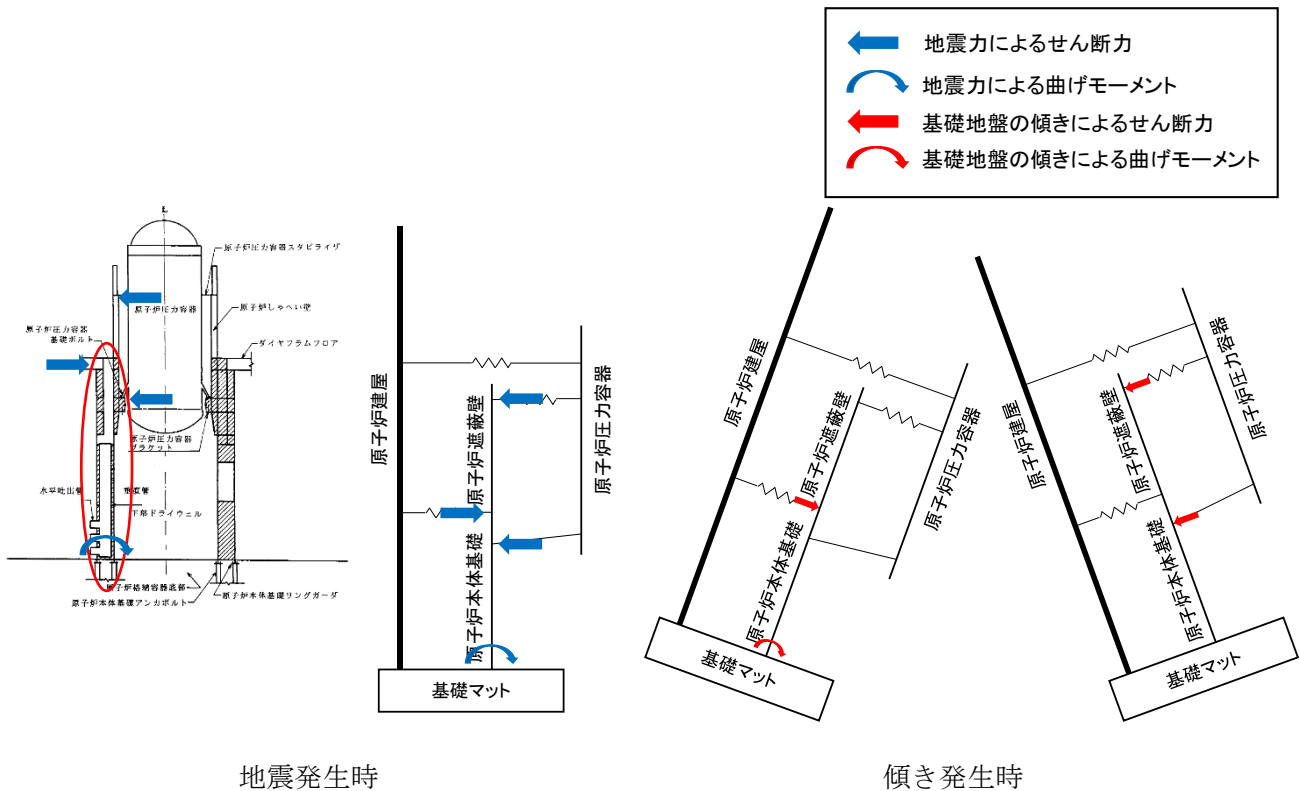 地震力によるせん断力
地震力による曲げモーメント
基礎地盤の傾きによるせん断力
基礎地盤の傾きによる曲げモーメント
原子炉圧力容器スタビライザ
原子炉圧力容器
原子炉しゃへい壁
原子炉圧力容器
基礎ボルト
ダイヤフラムフロア
原子炉圧力容器
ブラケット
水平吐出管
垂直管
下部ドライウェル
原子炉格納容器底部
原子炉本体基礎アンカボルト
原子炉本体基礎リングガーダ
原子炉建屋
原子炉遮蔽壁
原子炉本体基礎
原子炉圧力容器
基礎マット
原子炉建屋
原子炉遮蔽壁
原子炉本体基礎
原子炉圧力容器
基礎マット
原子炉建屋
原子炉遮蔽壁
原子炉本体基礎
原子炉圧力容器
基礎マット
地震発生時
傾き発生時